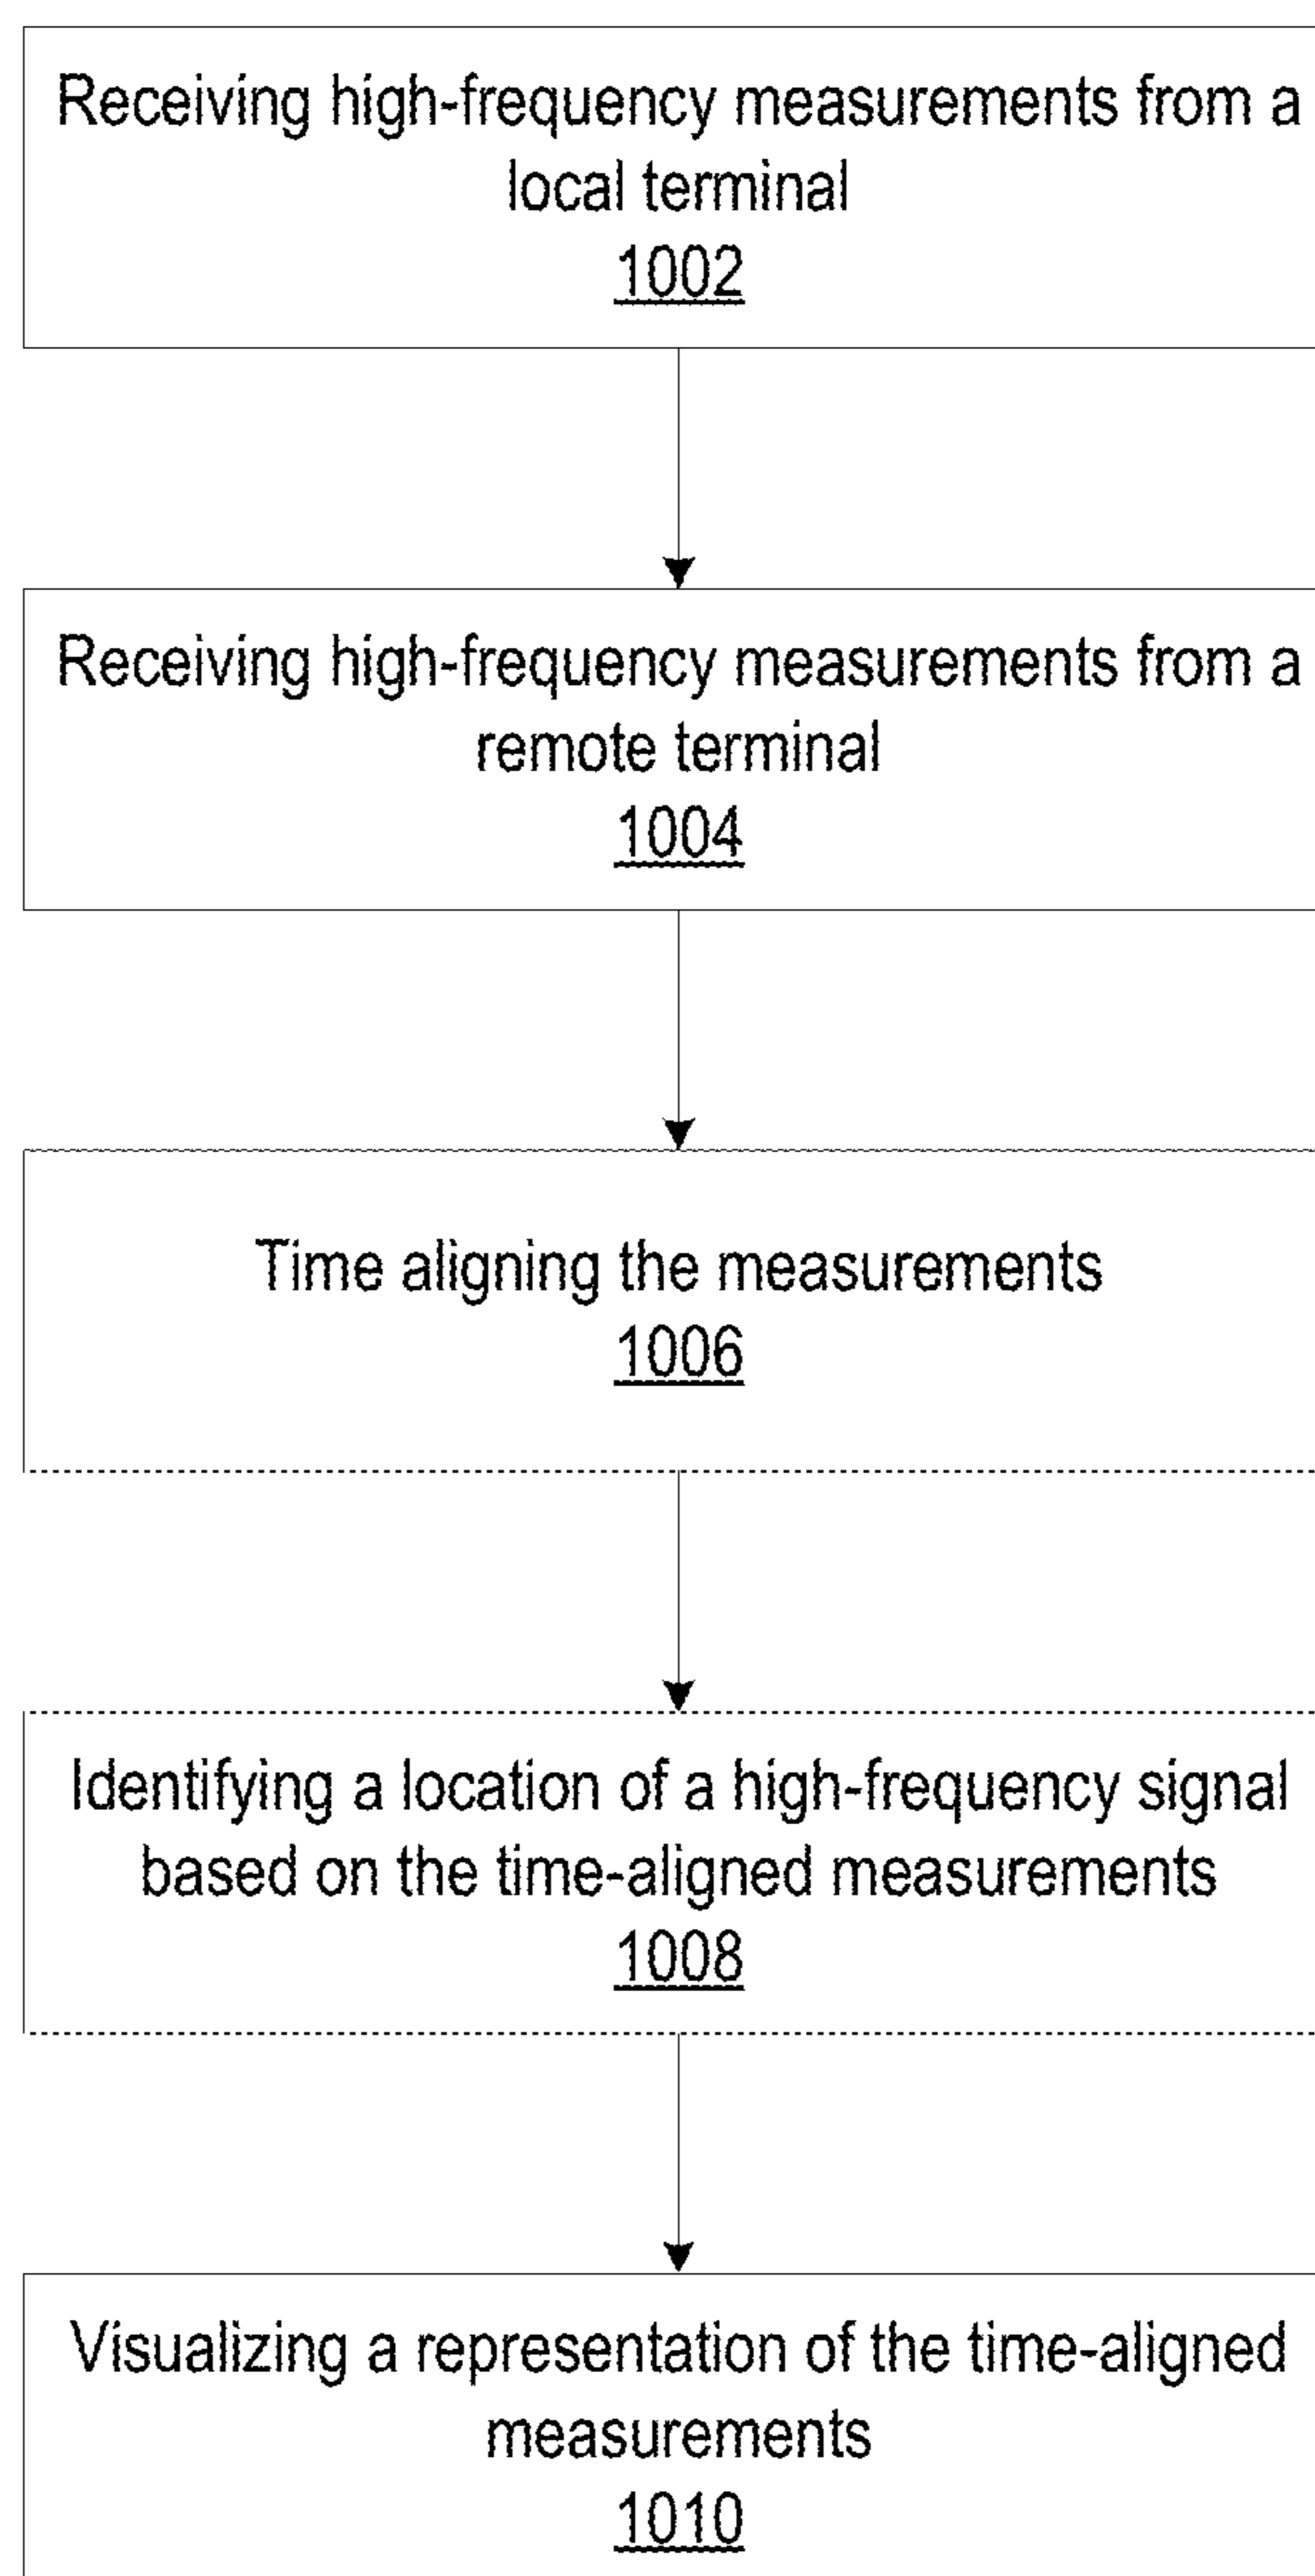 Receiving high-frequency measurements from a
local terminal
1002
Receiving high-frequency measurements from a
remote terminal
1004
Time aligning the measurements
1006
Identifying a location of a high-frequency signal
based on the time-aligned measurements
1008
Visualizing a representation of the time-aligned
measurements
1010